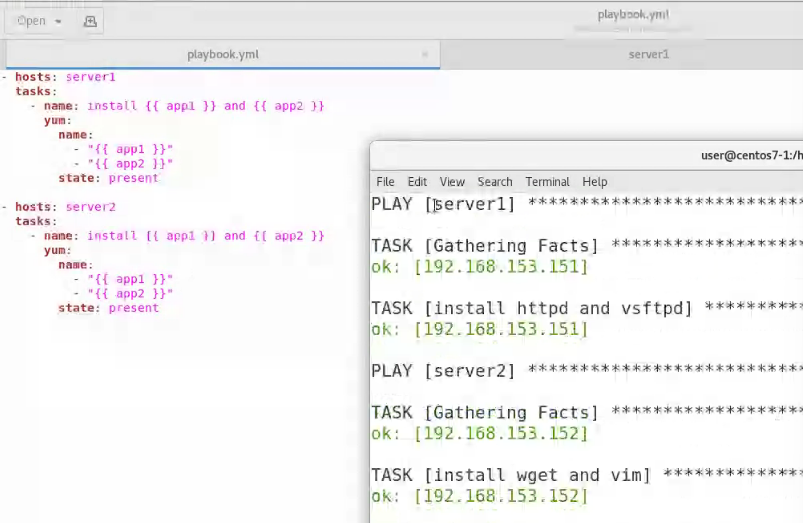 Open
playbook.yml
playbook.yml
server1
- hosts: server1
tasks:
- name: install {{ app1 }} and {{ app2 }}
yum:
name:
- "{{ app1 }}"
- "{{ app2 }}"
state: present
- hosts: server2
tasks:
- name: install {{ app1 }} and {{ app2 }}
yum:
name:
- "{{ app1 }}"
- "{{ app2 }}"
state: present
user@centos7-1:/h
File Edit View Search Terminal Help
PLAY [server1] ***************************
TASK [Gathering Facts] *******************
ok: [192.168.153.151]
TASK [install httpd and vsftpd] **********
ok: [192.168.153.151]
PLAY [server2] ***************************
TASK [Gathering Facts] *******************
ok: [192.168.153.152]
TASK [install wget and vim] **************
ok: [192.168.153.152]